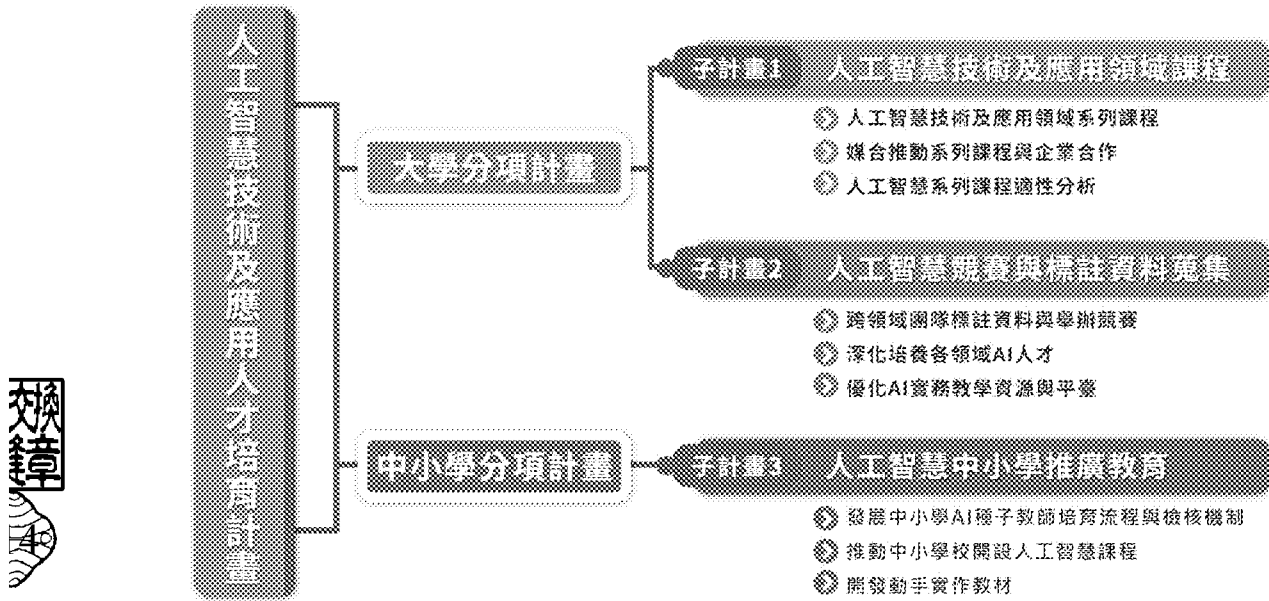 人工智慧技術及應用人才培育計畫
大學分項計畫
子計畫1 人工智慧技術及應用領域課程
人工智慧技術及應用領域系列課程
媒合推動系列課程與企業合作
人工智慧系列課程適性分析
子計畫2 人工智慧競賽與標註資料蒐集
跨領域團隊標註資料與舉辦競賽
深化培養各領域AI人才
優化AI實務教學資源與平臺
中小學分項計畫
子計畫3 人工智慧中小學推廣教育
發展中小學AI種子教師培育流程與檢核機制
推動中小學校開設人工智慧課程
開發動手實作教材
換
章